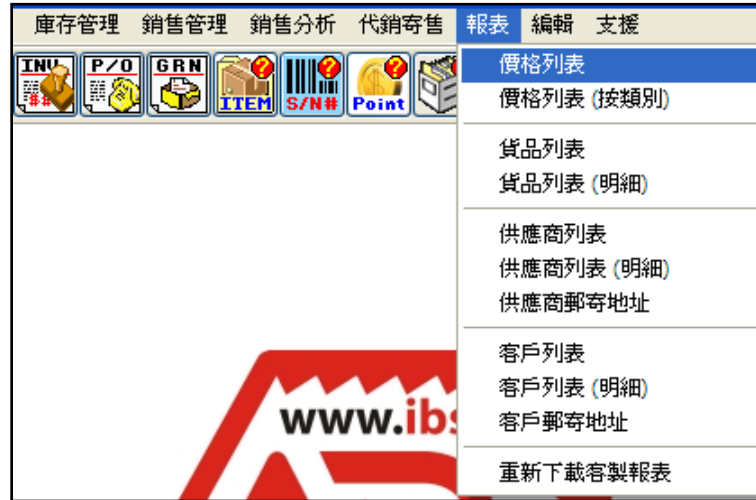 庫存管理 銷售管理 銷售分析 代銷寄售 報表 編輯 支援
INV P/O GRN ITEM S/N# Point
價格列表
價格列表 (按類別)
貨品列表
貨品列表 (明細)
供應商列表
供應商列表 (明細)
供應商郵寄地址
客戶列表
客戶列表 (明細)
客戶郵寄地址
重新下載客製報表
www.ibs